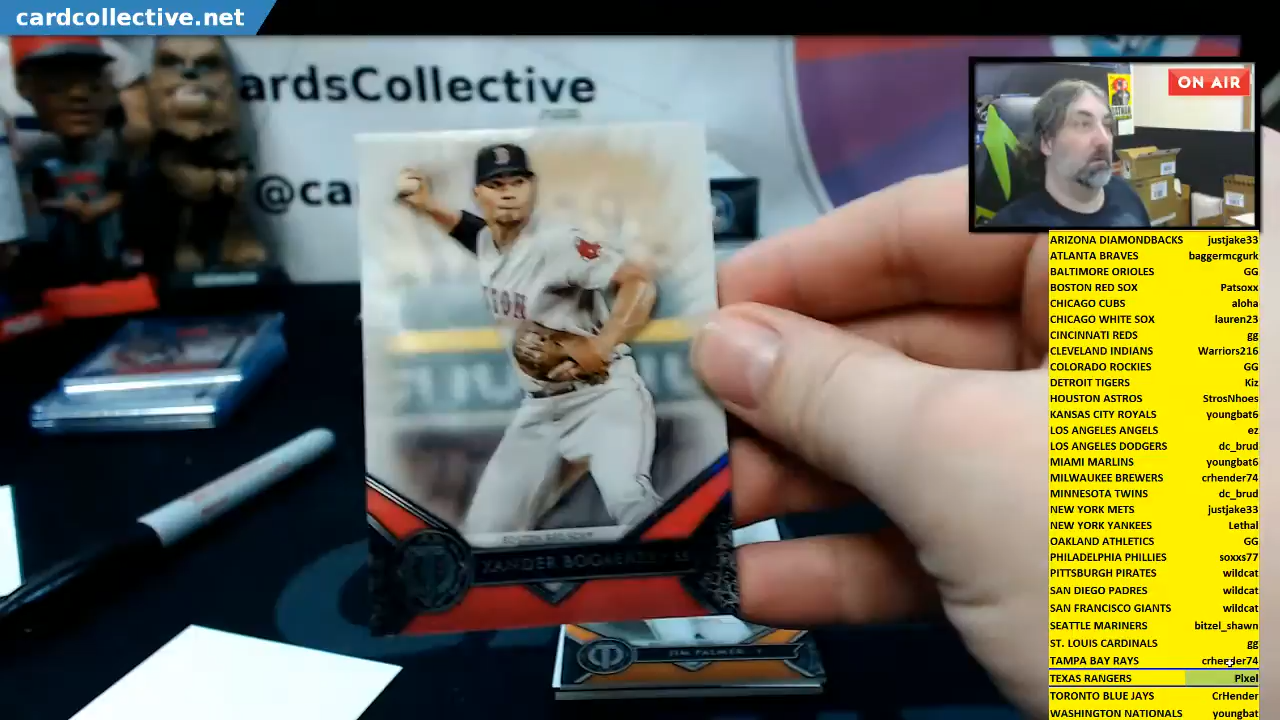 cardcollective.net
ardsCollective
@ca
ON AIR
XANDER BOGAERTS SS
JIM PALMER
ARIZONA DIAMONDBACKS justjake33
ATLANTA BRAVES baggermcgurk
BALTIMORE ORIOLES GG
BOSTON RED SOX Patsoxx
CHICAGO CUBS aloha
CHICAGO WHITE SOX lauren23
CINCINNATI REDS gg
CLEVELAND INDIANS Warriors216
COLORADO ROCKIES GG
DETROIT TIGERS Kiz
HOUSTON ASTROS StrosNhoes
KANSAS CITY ROYALS youngbat6
LOS ANGELES ANGELS ez
LOS ANGELES DODGERS dc_brud
MIAMI MARLINS youngbat6
MILWAUKEE BREWERS crhender74
MINNESOTA TWINS dc_brud
NEW YORK METS justjake33
NEW YORK YANKEES Lethal
OAKLAND ATHLETICS GG
PHILADELPHIA PHILLIES soxxs77
PITTSBURGH PIRATES wildcat
SAN DIEGO PADRES wildcat
SAN FRANCISCO GIANTS wildcat
SEATTLE MARINERS bitzel_shawn
ST. LOUIS CARDINALS gg
TAMPA BAY RAYS crhender74
TEXAS RANGERS Pixel
TORONTO BLUE JAYS CrHender
WASHINGTON NATIONALS youngbat